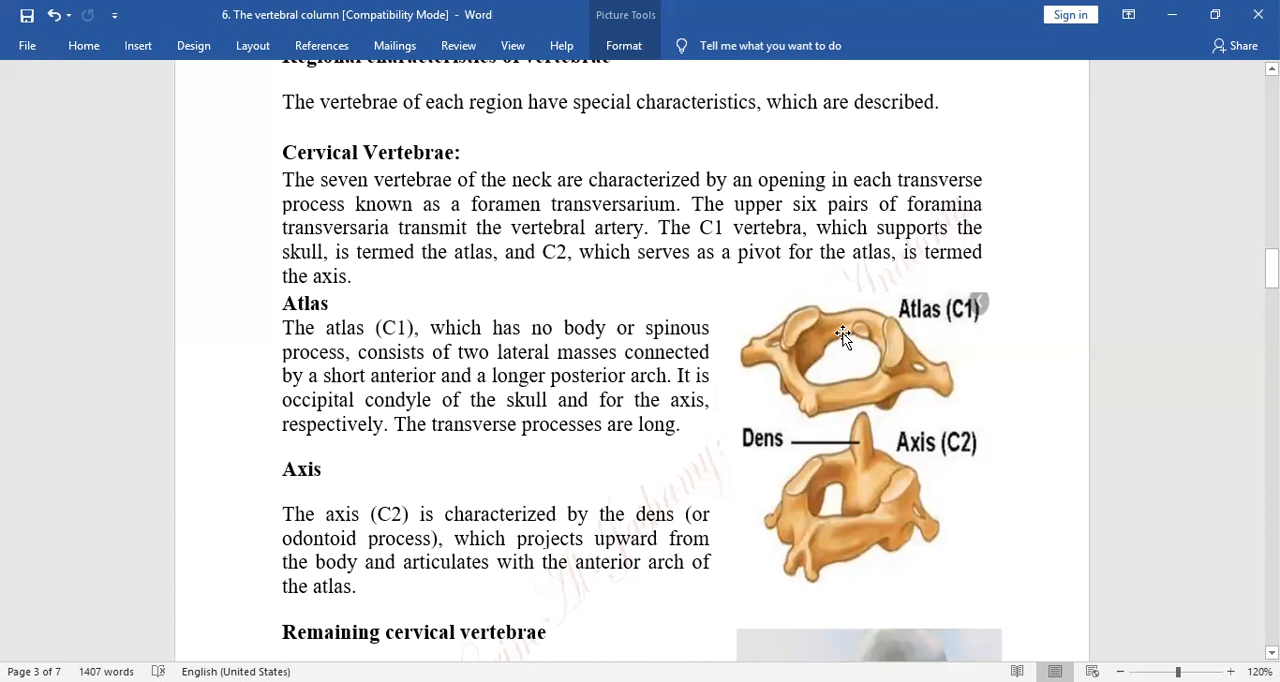 6. The vertebral column [Compatibility Mode] - Word
Picture Tools
Sign in
File Home Insert Design Layout References Mailings Review View Help Format Tell me what you want to do Share
Regional characteristics of vertebrae
The vertebrae of each region have special characteristics, which are described.
Cervical Vertebrae:
The seven vertebrae of the neck are characterized by an opening in each transverse
process known as a foramen transversarium. The upper six pairs of foramina
transversaria transmit the vertebral artery. The C1 vertebra, which supports the
skull, is termed the atlas, and C2, which serves as a pivot for the atlas, is termed
the axis.
Atlas
The atlas (C1), which has no body or spinous
process, consists of two lateral masses connected
by a short anterior and a longer posterior arch. It is
occipital condyle of the skull and for the axis,
respectively. The transverse processes are long.
Atlas (C1)
Dens
Axis (C2)
Axis
The axis (C2) is characterized by the dens (or
odontoid process), which projects upward from
the body and articulates with the anterior arch of
the atlas.
Remaining cervical vertebrae
Page 3 of 7 1407 words English (United States) 120%